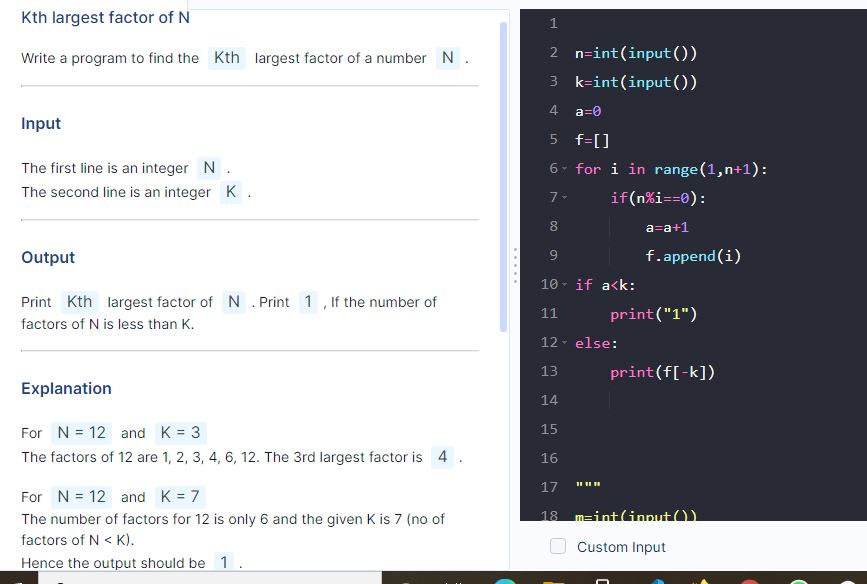 Kth largest factor of N
Write a program to find the Kth largest factor of a number N .
Input
The first line is an integer N .
The second line is an integer K .
Output
Print Kth largest factor of N . Print 1 , If the number of
factors of N is less than K.
Explanation
For N = 12 and K = 3
The factors of 12 are 1, 2, 3, 4, 6, 12. The 3rd largest factor is 4 .
For N = 12 and K = 7
The number of factors for 12 is only 6 and the given K is 7 (no of
factors of N < K).
Hence the output should be 1 .
1
2 n=int(input())
3 k=int(input())
4 a=0
5 f=[]
6 for i in range(1,n+1):
7 if(n%i==0):
8 a=a+1
9 f.append(i)
10 if a<k:
11 print("1")
12 else:
13 print(f[-k])
14
15
16
17 """
18 m=int(input())
Custom Input